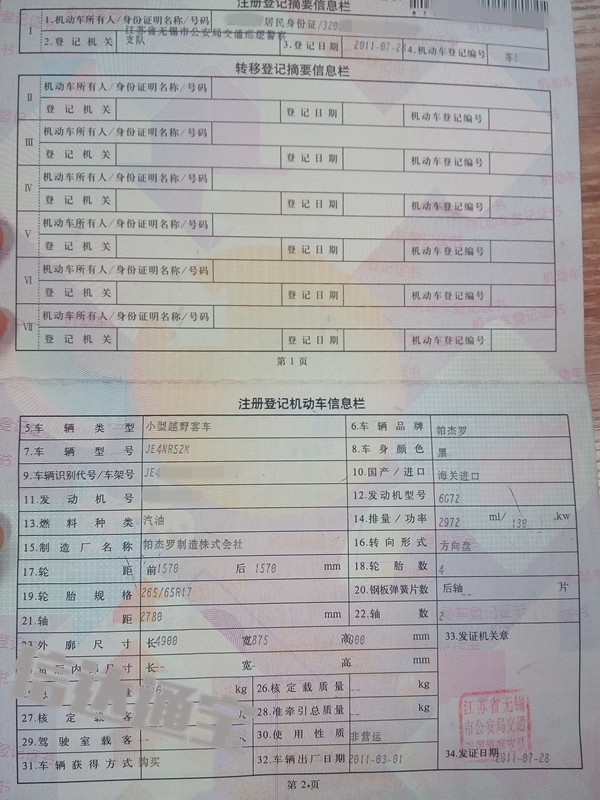 注册登记摘要信息栏
I 1.机动车所有人/身份证明名称/号码 /居民身份证/320
2.登记机关 江苏省无锡市公安局交通巡逻警察支队 3.登记日期 2011-07-28 4.机动车登记编号 苏
转移登记摘要信息栏
II 机动车所有人/身份证明名称/号码
登记机关 登记日期 机动车登记编号
III 机动车所有人/身份证明名称/号码
登记机关 登记日期 机动车登记编号
IV 机动车所有人/身份证明名称/号码
登记机关 登记日期 机动车登记编号
V 机动车所有人/身份证明名称/号码
登记机关 登记日期 机动车登记编号
VI 机动车所有人/身份证明名称/号码
登记机关 登记日期 机动车登记编号
VII 机动车所有人/身份证明名称/号码
登记机关 登记日期 机动车登记编号
第1页
注册登记机动车信息栏
5.车辆类型 小型越野客车 6.车辆品牌 帕杰罗
7.车辆型号 JE4NR52M 8.车身颜色 黑
9.车辆识别代号/车架号 JE4 10.国产/进口 海关进口
11.发动机号 12.发动机型号 6G72
13.燃料种类 汽油 14.排量/功率 2972 ml/ 130 kw
15.制造厂名称 帕杰罗制造株式会社 16.转向形式 方向盘
17.轮距 前1570 后1570 mm 18.轮胎数 4
19.轮胎规格 265/65R17 20.钢板弹簧片数 后轴-- 片
21.轴距 2780 mm 22.轴数 2
23.外廓尺寸 长4900 宽875 高900 mm 33.发证机关章
内尺寸 长-- 宽- 高 mm
kg 26.核定载质量 -- kg
27.核定载客 人 28.准牵引总质量 -- kg
29.驾驶室载客 -- 人 30.使用性质 非营运
31.车辆获得方式 购买 32.车辆出厂日期 2011-03-01 34.发证日期 2011-07-28
江苏省无锡
市公安局交通
第2页
信达通宝